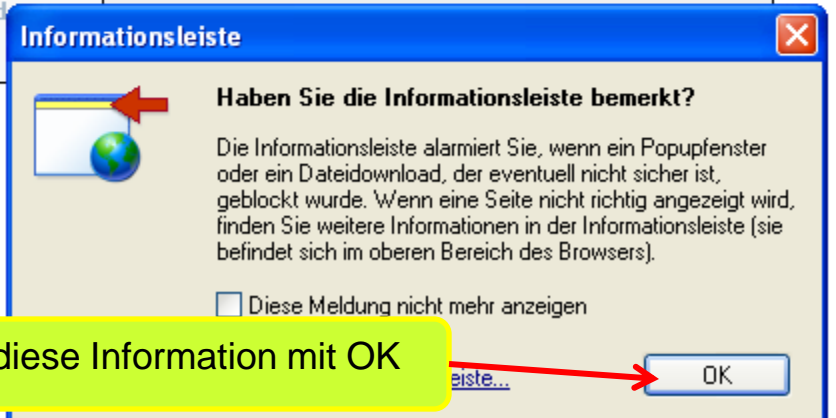 Informationsleiste
Haben Sie die Informationsleiste bemerkt?
Die Informationsleiste alarmiert Sie, wenn ein Popupfenster
oder ein Dateidownload, der eventuell nicht sicher ist,
geblockt wurde. Wenn eine Seite nicht richtig angezeigt wird,
finden Sie weitere Informationen in der Informationsleiste (sie
befindet sich im oberen Bereich des Browsers).
Diese Meldung nicht mehr anzeigen
diese Information mit OK
eiste...
OK